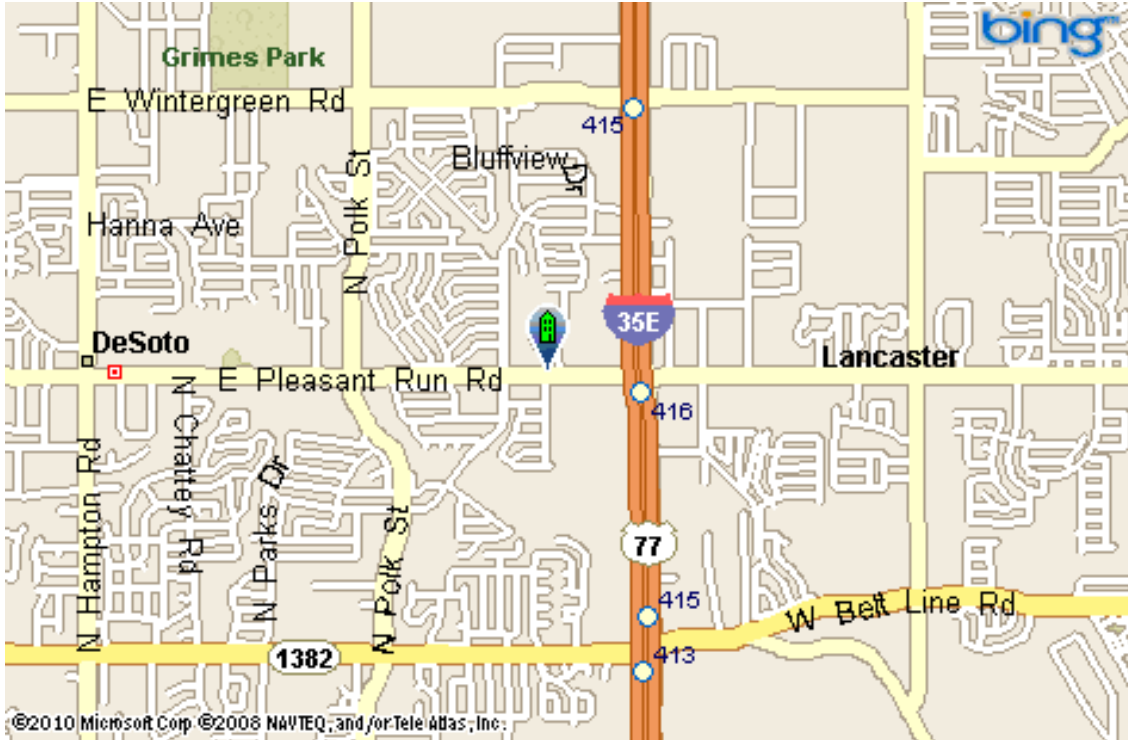 bing™
Grimes Park
E Wintergreen Rd
415
Bluffview Dr
N Polk St
Hanna Ave
35E
DeSoto
Lancaster
E Pleasant Run Rd
416
N Chattey Rd
N Parks Dr
N Hampton Rd
N Polk St
77
415
W Belt Line Rd
1382
413
©2010 Microsoft Corp ©2008 NAVTEQ, and/or Tele Atlas, Inc.